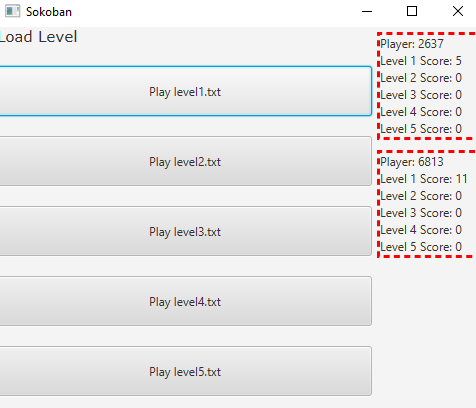 Sokoban
Load Level
Play level1.txt
Play level2.txt
Play level3.txt
Play level4.txt
Play level5.txt
Player: 2637
Level 1 Score: 5
Level 2 Score: 0
Level 3 Score: 0
Level 4 Score: 0
Level 5 Score: 0
Player: 6813
Level 1 Score: 11
Level 2 Score: 0
Level 3 Score: 0
Level 4 Score: 0
Level 5 Score: 0